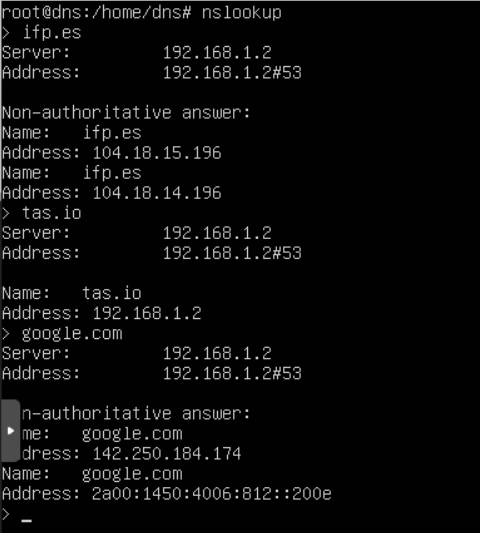 root@dns:/home/dns# nslookup
> ifp.es
Server:         192.168.1.2
Address:        192.168.1.2#53

Non-authoritative answer:
Name:   ifp.es
Address: 104.18.15.196
Name:   ifp.es
Address: 104.18.14.196
> tas.io
Server:         192.168.1.2
Address:        192.168.1.2#53

Name:   tas.io
Address: 192.168.1.2
> google.com
Server:         192.168.1.2
Address:        192.168.1.2#53

n-authoritative answer:
me:   google.com
dress: 142.250.184.174
Name:   google.com
Address: 2a00:1450:4006:812::200e
> _